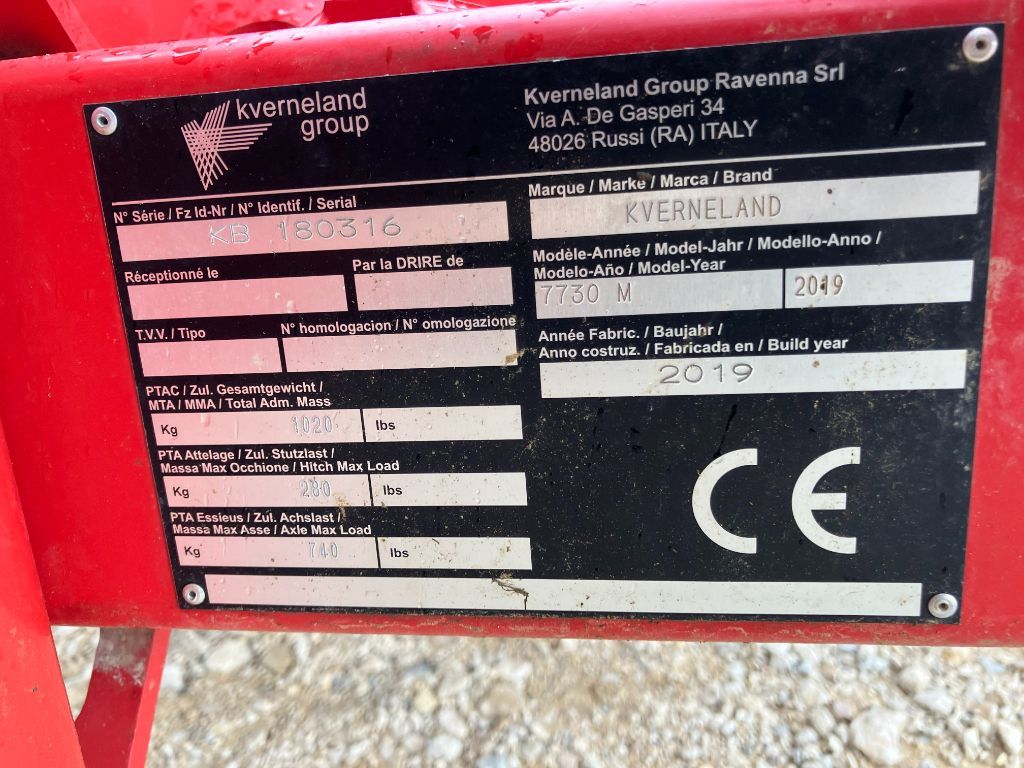 kverneland
group
Kverneland Group Ravenna Srl
Via A. De Gasperi 34
48026 Russi (RA) ITALY
N° Série / Fz Id-Nr / N° Identif. / Serial
KB 180316
Réceptionné le
Par la DRIRE de
T.V.V. / Tipo
N° homologacion / N° omologazione
PTAC / Zul. Gesamtgewicht /
MTA / MMA / Total Adm. Mass
Kg 1020 lbs
PTA Attelage / Zul. Stutzlast /
Massa Max Occhione / Hitch Max Load
Kg 280 lbs
PTA Essieus / Zul. Achslast /
Massa Max Asse / Axle Max Load
Kg 740 lbs
Marque / Marke / Marca / Brand
KVERNELAND
Modèle-Année / Model-Jahr / Modello-Anno /
Modelo-Año / Model-Year
7730 M 2019
Année Fabric. / Baujahr /
Anno costruz. / Fabricada en / Build year
2019
CE